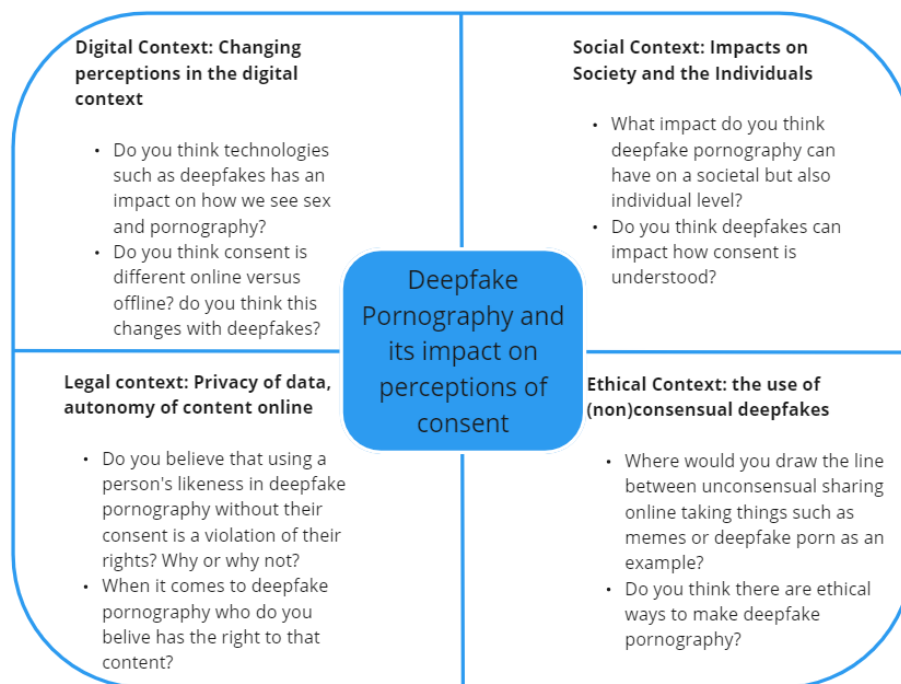 Digital Context: Changing
perceptions in the digital
context
• Do you think technologies
such as deepfakes has an
impact on how we see sex
and pornography?
• Do you think consent is
different online versus
offline? do you think this
changes with deepfakes?
Social Context: Impacts on
Society and the Individuals
• What impact do you think
deepfake pornography can
have on a societal but also
individual level?
• Do you think deepfakes can
impact how consent is
understood?
Deepfake
Pornography and
its impact on
perceptions of
consent
Legal context: Privacy of data,
autonomy of content online
• Do you believe that using a
person's likeness in deepfake
pornography without their
consent is a violation of their
rights? Why or why not?
• When it comes to deepfake
pornography who do you
belive has the right to that
content?
Ethical Context: the use of
(non)consensual deepfakes
• Where would you draw the line
between unconsensual sharing
online taking things such as
memes or deepfake porn as an
example?
• Do you think there are ethical
ways to make deepfake
pornography?